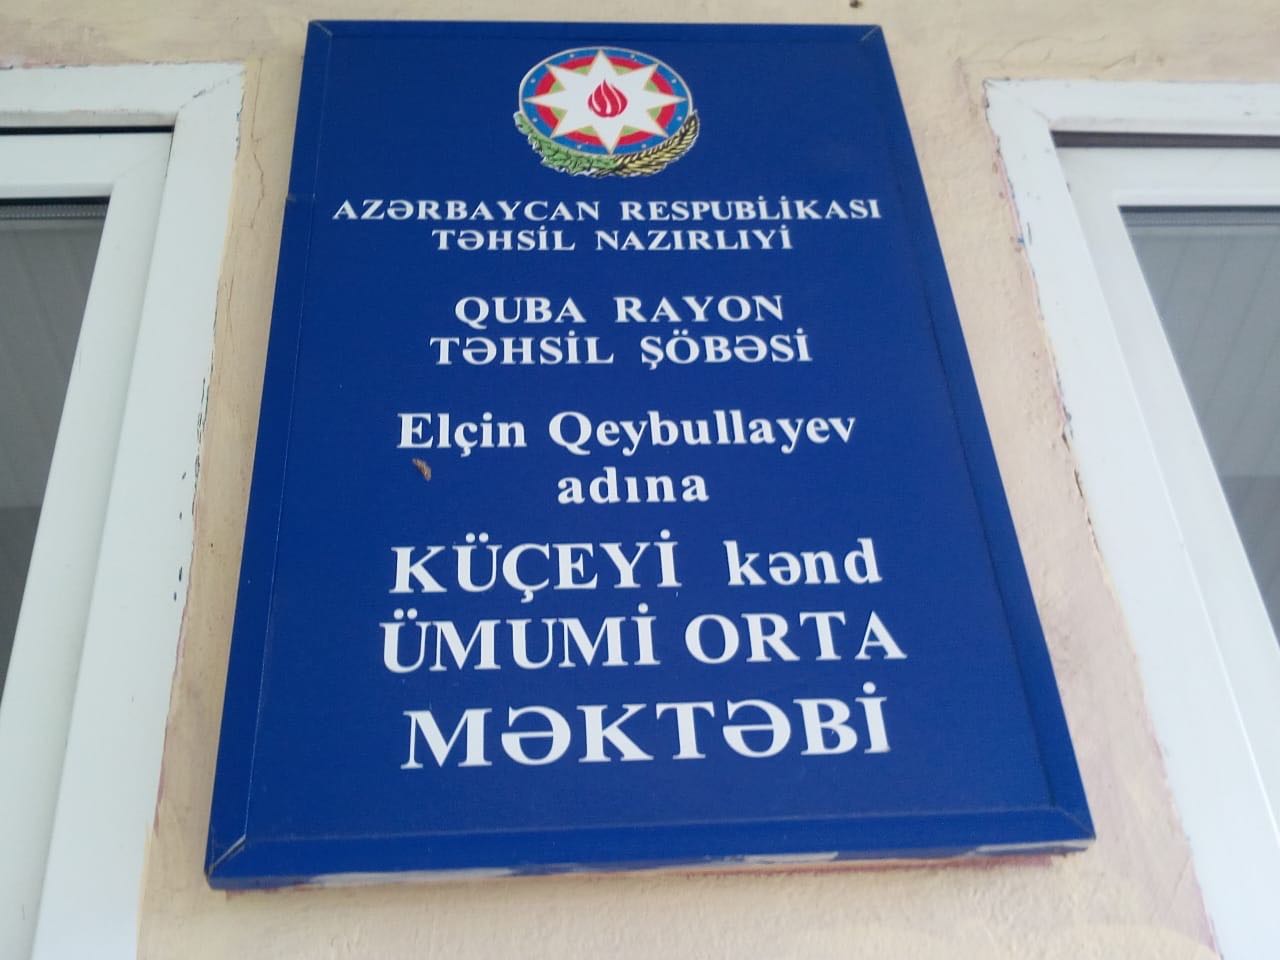 AZƏRBAYCAN RESPUBLİKASI
TƏHSİL NAZIRLIYİ
QUBA RAYON
TƏHSİL ŞÖBƏSİ
Elçin Qeybullayev
adına
KÜÇEYİ kənd
ÜMUMİ ORTA
MƏKTƏBİ